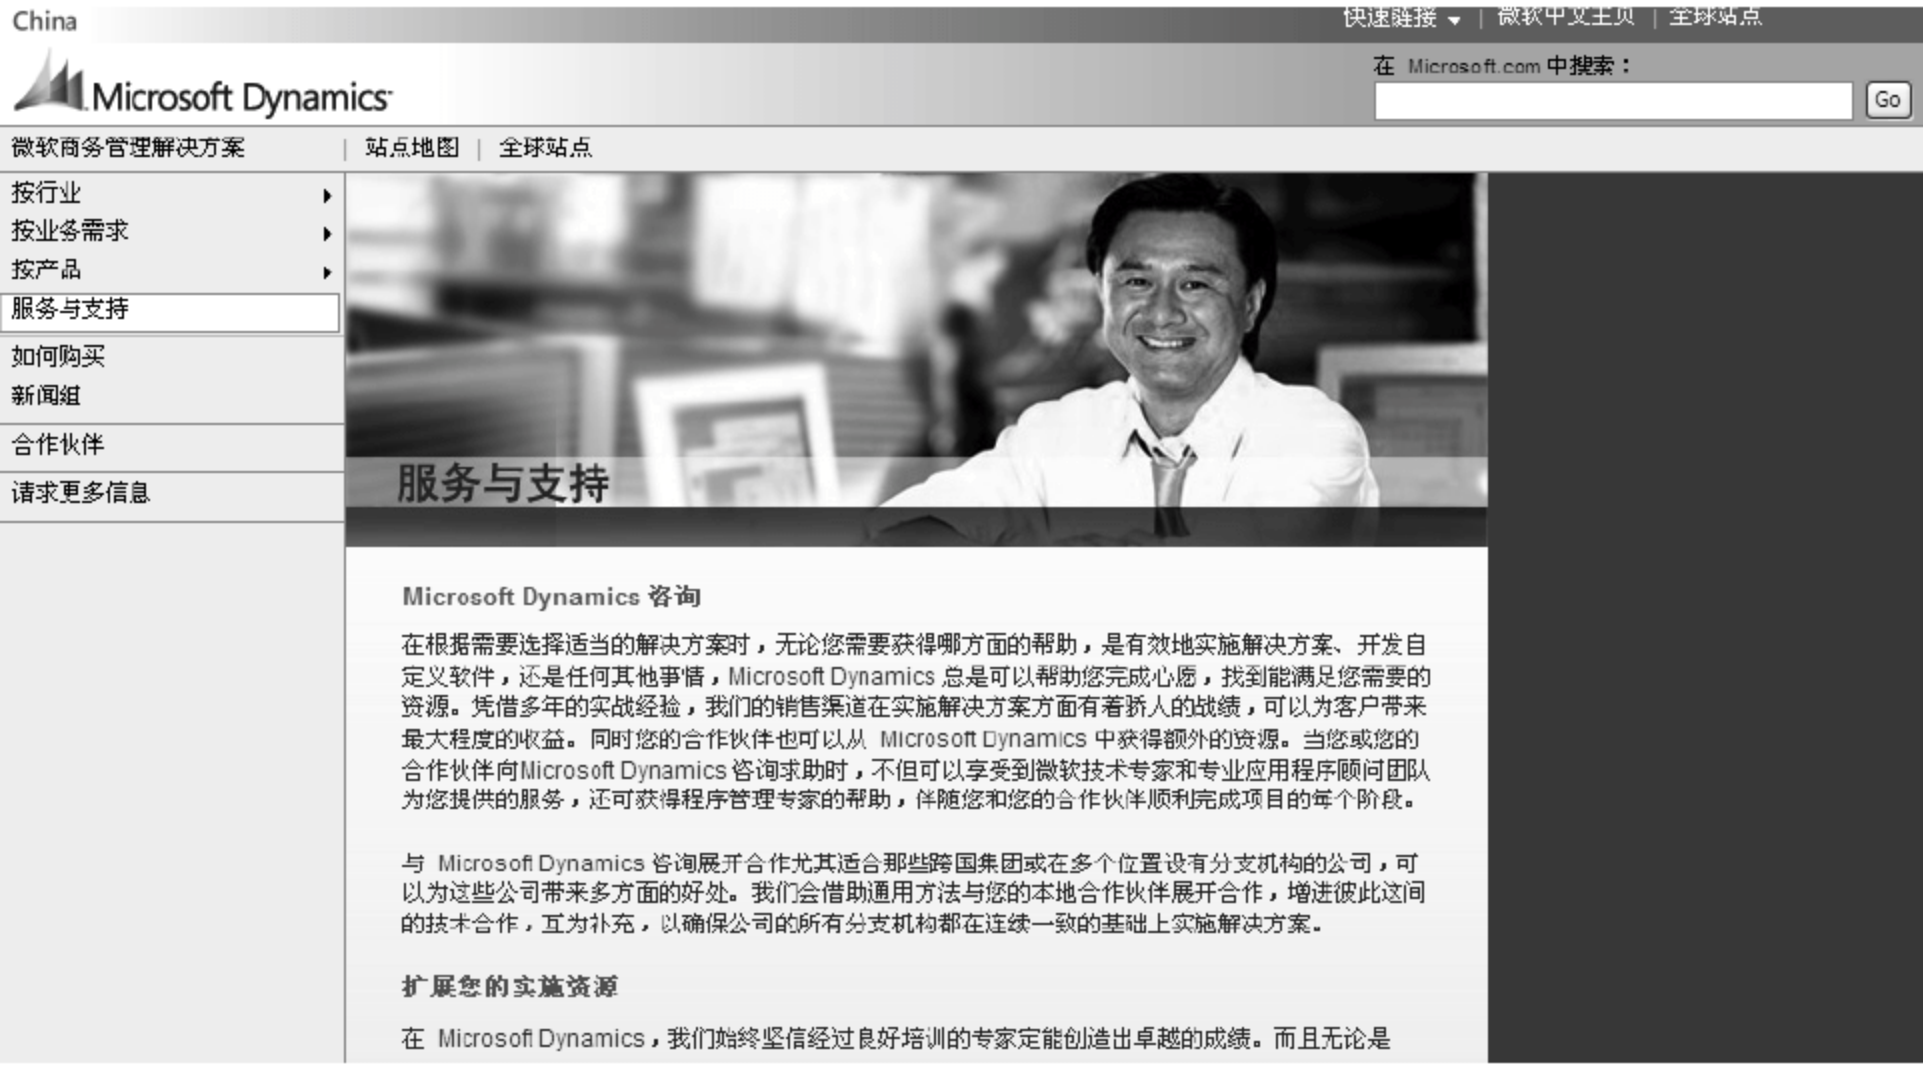 China
快速链接 | 微软中文主页 | 全球站点
Microsoft Dynamics
在 Microsoft.com 中搜索：
Go
微软商务管理解决方案 | 站点地图 | 全球站点
按行业
按业务需求
按产品
服务与支持
如何购买
新闻组
合作伙伴
请求更多信息
服务与支持
Microsoft Dynamics 咨询
在根据需要选择适当的解决方案时，无论您需要获得哪方面的帮助，是有效地实施解决方案、开发自
定义软件，还是任何其他事情，Microsoft Dynamics 总是可以帮助您完成心愿，找到能满足您需要的
资源。凭借多年的实战经验，我们的销售渠道在实施解决方案方面有着骄人的战绩，可以为客户带来
最大程度的收益。同时您的合作伙伴也可以从 Microsoft Dynamics 中获得额外的资源。当您或您的
合作伙伴向Microsoft Dynamics 咨询求助时，不但可以享受到微软技术专家和专业应用程序顾问团队
为您提供的服务，还可获得程序管理专家的帮助，伴随您和您的合作伙伴顺利完成项目的每个阶段。
与 Microsoft Dynamics 咨询展开合作尤其适合那些跨国集团或在多个位置设有分支机构的公司，可
以为这些公司带来多方面的好处。我们会借助通用方法与您的本地合作伙伴展开合作，增进彼此这间
的技术合作，互为补充，以确保公司的所有分支机构都在连续一致的基础上实施解决方案。
扩展您的实施资源
在 Microsoft Dynamics，我们始终坚信经过良好培训的专家定能创造出卓越的成绩。而且无论是